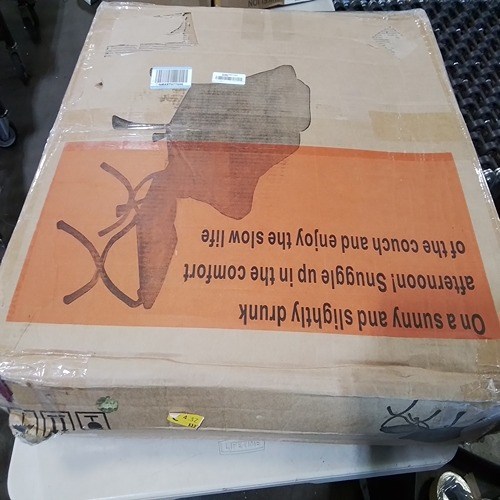 On a sunny and slightly drunk
afternoon! Snuggle up in the comfort
of the couch and enjoy the slow life
LIFETIME